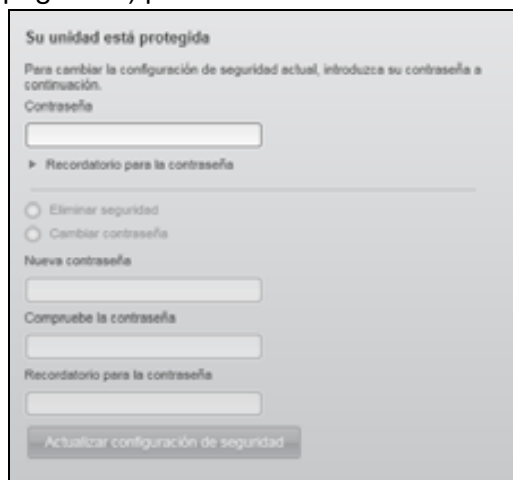 Su unidad está protegida
Para cambiar la configuración de seguridad actual, introduzca su contraseña a
continuación.
Contraseña
Recordatorio para la contraseña
Eliminar seguridad
Cambiar contraseña
Nueva contraseña
Compruebe la contraseña
Recordatorio para la contraseña
Actualizar configuración de seguridad